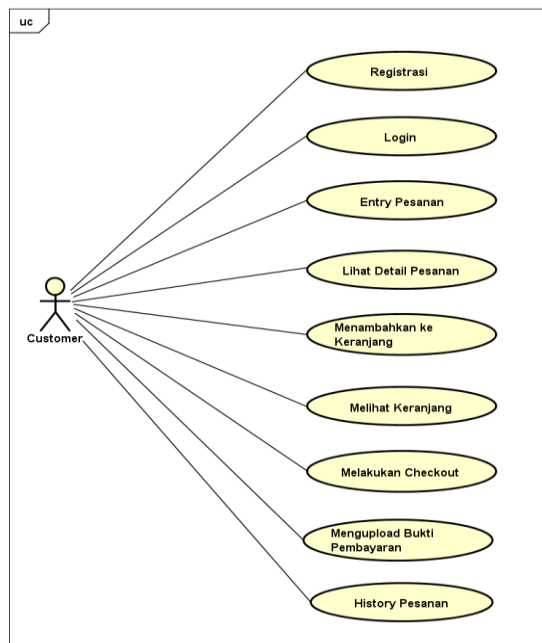 uc
Registrasi
Login
Entry Pesanan
Lihat Detail Pesanan
Menambahkan ke
Keranjang
Customer
Melihat Keranjang
Melakukan Checkout
Mengupload Bukti
Pembayaran
History Pesanan